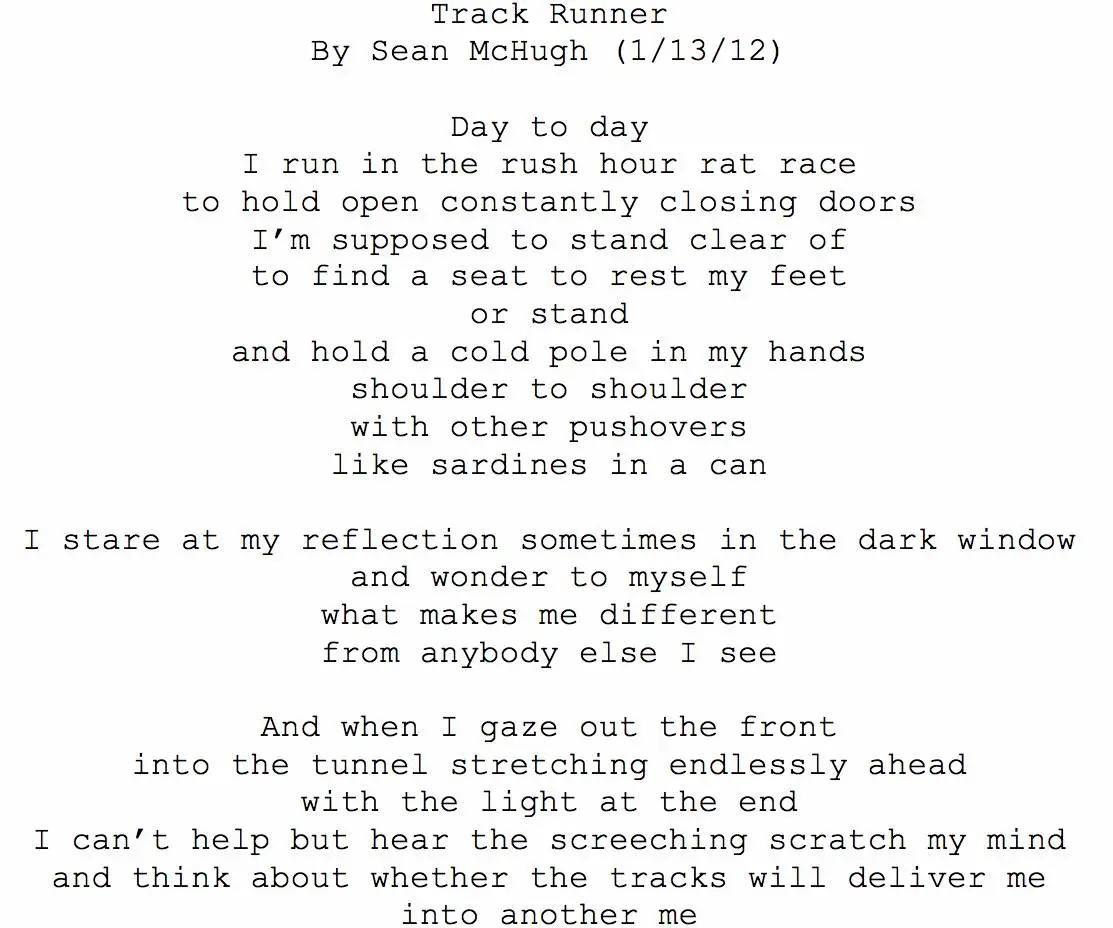 Track Runner
By Sean McHugh (1/13/12)
Day to day
I run in the rush hour rat race
to hold open constantly closing doors
I’m supposed to stand clear of
to find a seat to rest my feet
or stand
and hold a cold pole in my hands
shoulder to shoulder
with other pushovers
like sardines in a can
I stare at my reflection sometimes in the dark window
and wonder to myself
what makes me different
from anybody else I see
And when I gaze out the front
into the tunnel stretching endlessly ahead
with the light at the end
I can’t help but hear the screeching scratch my mind
and think about whether the tracks will deliver me
into another me